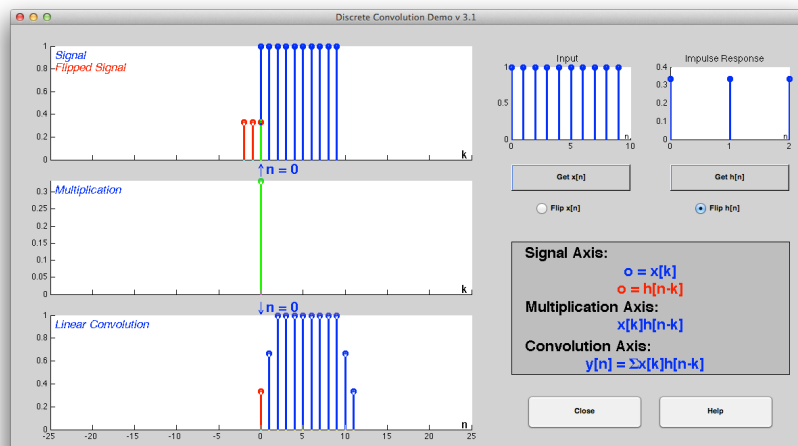 Discrete Convolution Demo v 3.1
Signal
Flipped Signal
1
0.8
0.6
0.4
0.2
0
k
n = 0
Multiplication
0.3
0.25
0.2
0.15
0.1
0.05
0
k
n = 0
Linear Convolution
1
0.8
0.6
0.4
0.2
0
n
-25 -20 -15 -10 -5 0 5 10 15 20 25
Input
1
0.5
0
n
0 5 10
Impulse Response
0.4
0.3
0.2
0.1
0
n
0 1 2
Get x[n]
Get h[n]
Flip x[n]
Flip h[n]
Signal Axis:
o = x[k]
o = h[n-k]
Multiplication Axis:
x[k]h[n-k]
Convolution Axis:
y[n] = Σx[k]h[n-k]
Close
Help